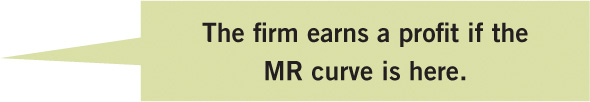 The firm earns a profit if the
MR curve is here.